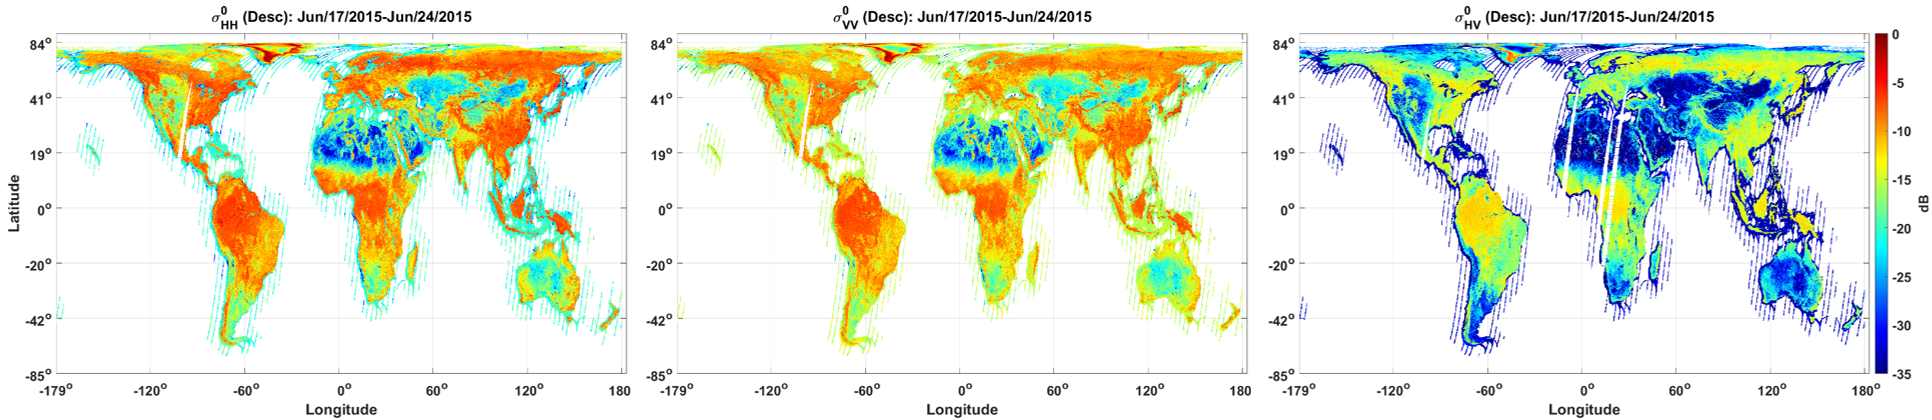 σ⁰HH (Desc): Jun/17/2015-Jun/24/2015
84°
41°
19°
0°
-20°
-42°
-85°
Latitude
-179° -120° -60° 0° 60° 120° 180
Longitude
σ⁰VV (Desc): Jun/17/2015-Jun/24/2015
84°
41°
19°
0°
-20°
-42°
-85°
-179° -120° -60° 0° 60° 120° 180°
Longitude
σ⁰HV (Desc): Jun/17/2015-Jun/24/2015
84°
41°
19°
0°
-20°
-42°
-85°
-179° -120° -60° 0° 60° 120° 180°
Longitude
0
-5
-10
-15
-20
-25
-30
-35
dB